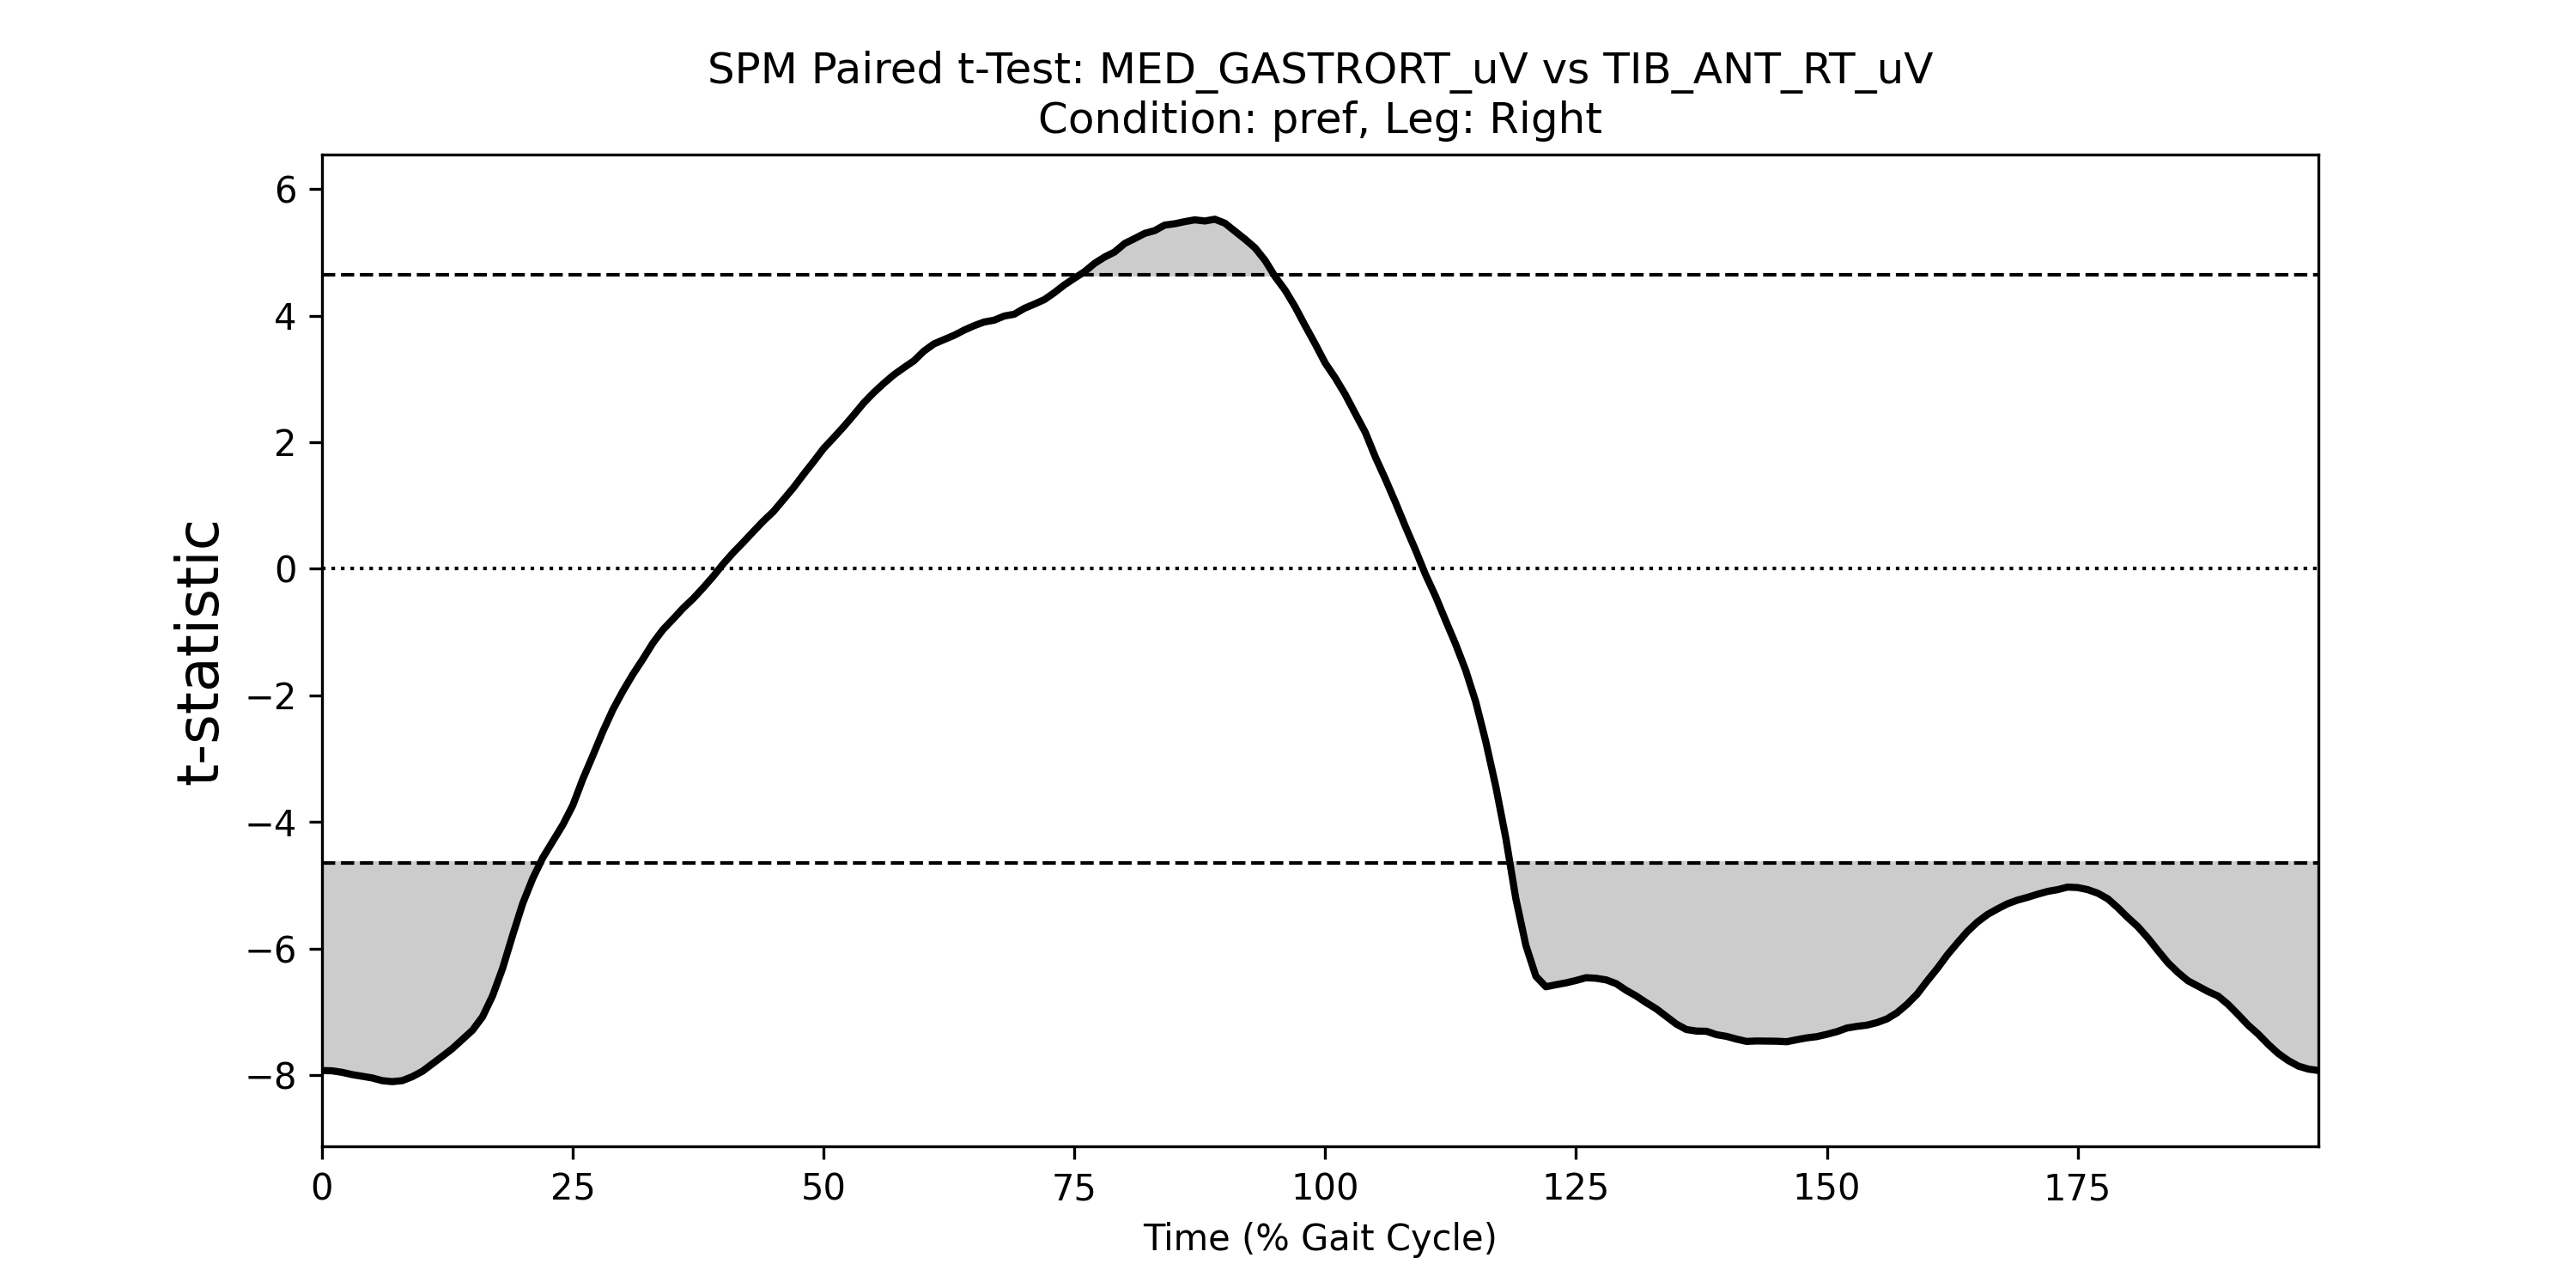 SPM Paired t-Test: MED_GASTRORT_uV vs TIB_ANT_RT_uV
Condition: pref, Leg: Right
6
4
2
0
−2
−4
−6
−8
t-statistic
0 25 50 75 100 125 150 175
Time (% Gait Cycle)